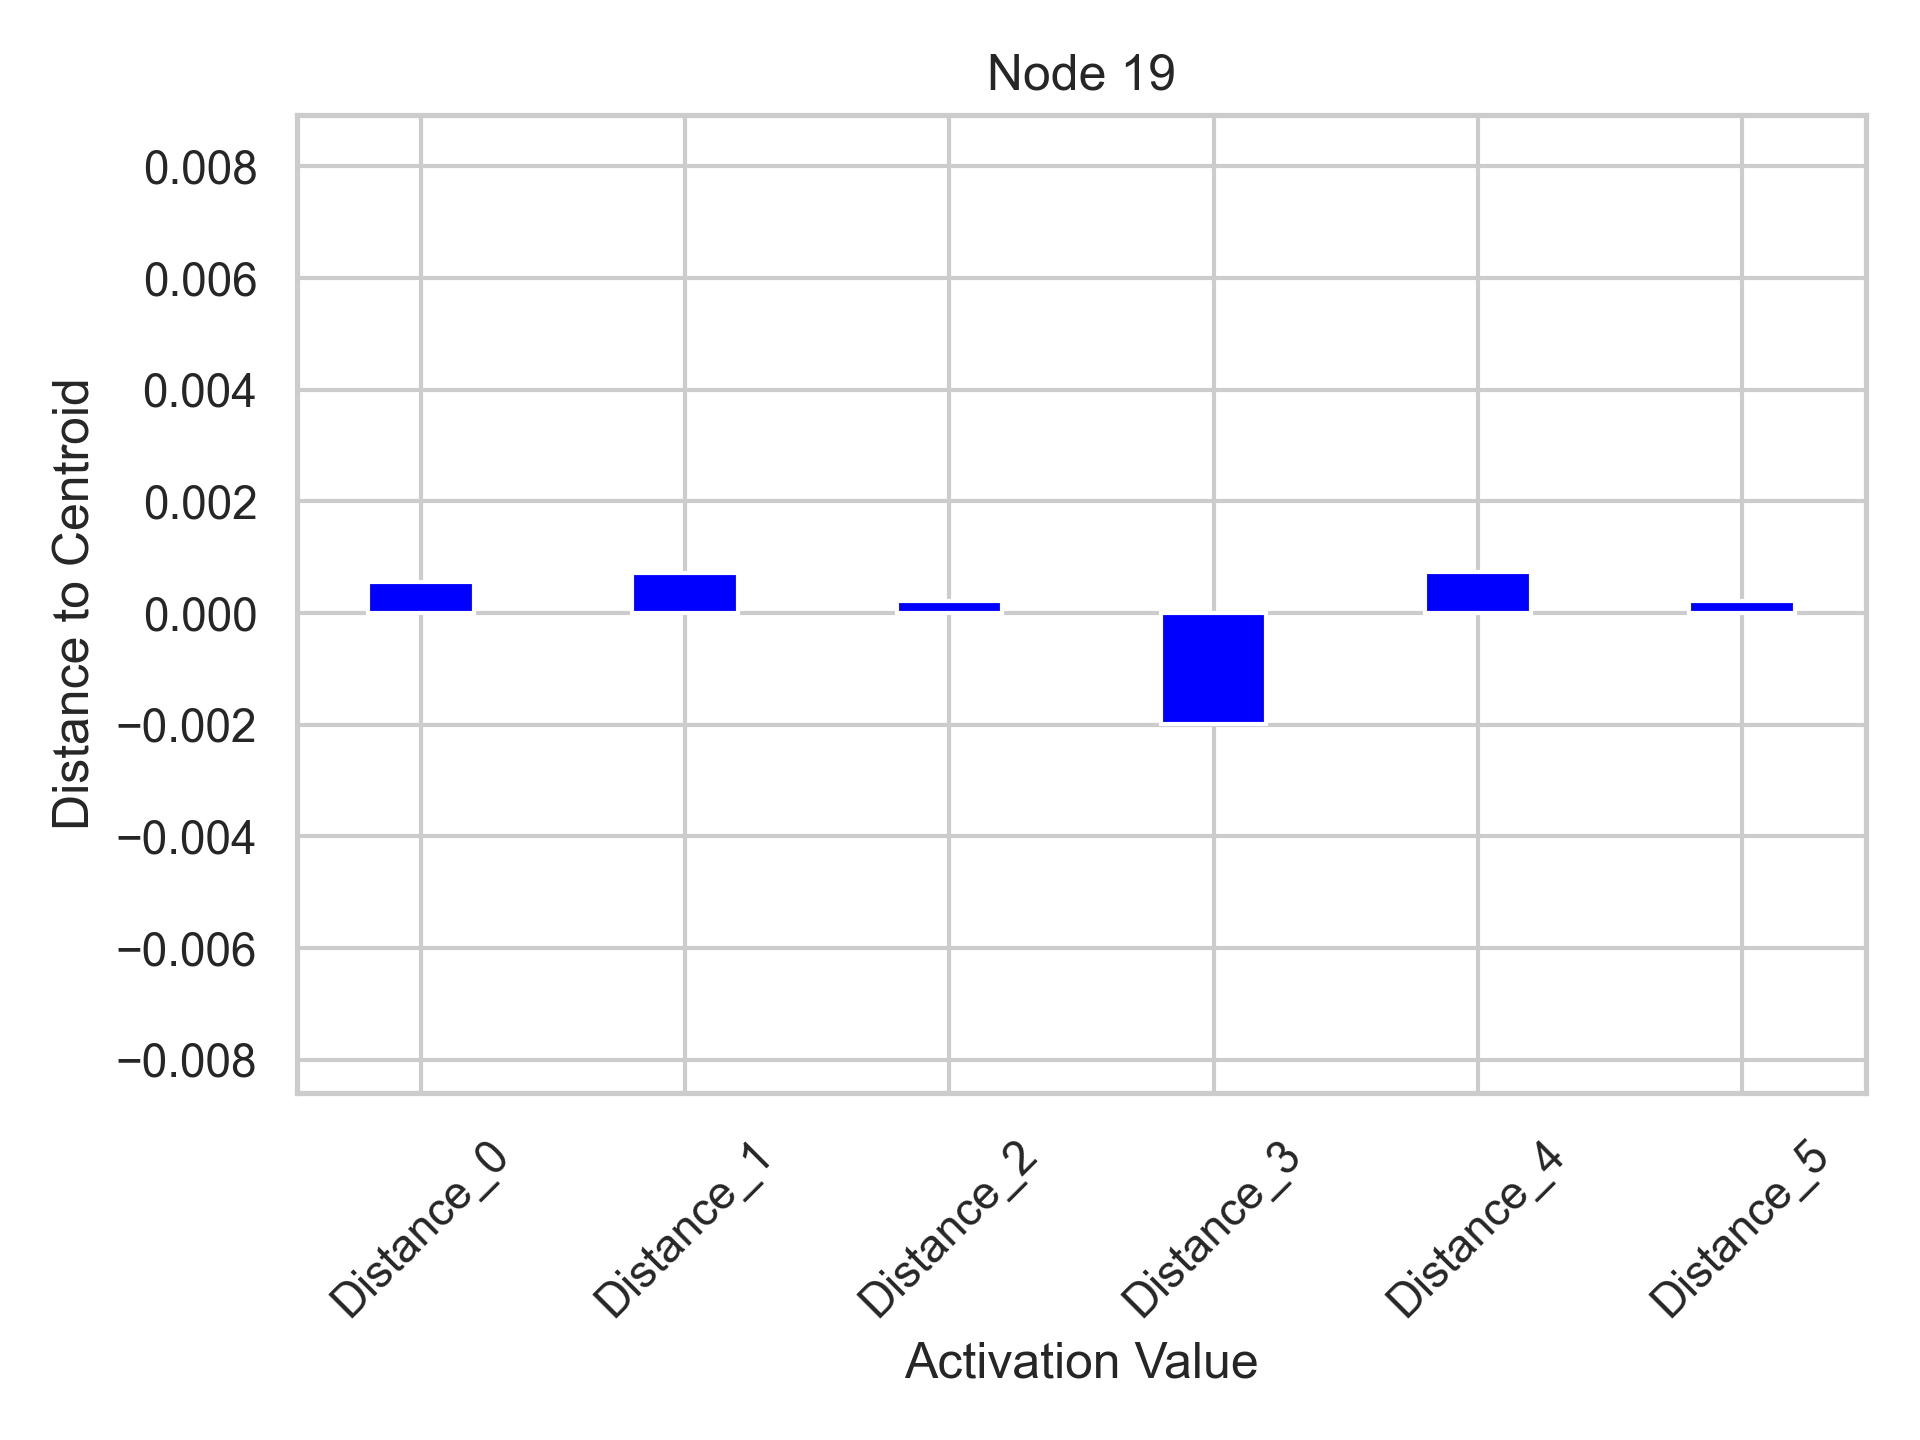 Node 19
0.008
0.006
0.004
0.002
0.000
−0.002
−0.004
−0.006
−0.008
Distance to Centroid
Distance_0
Distance_1
Distance_2
Distance_3
Distance_4
Distance_5
Activation Value